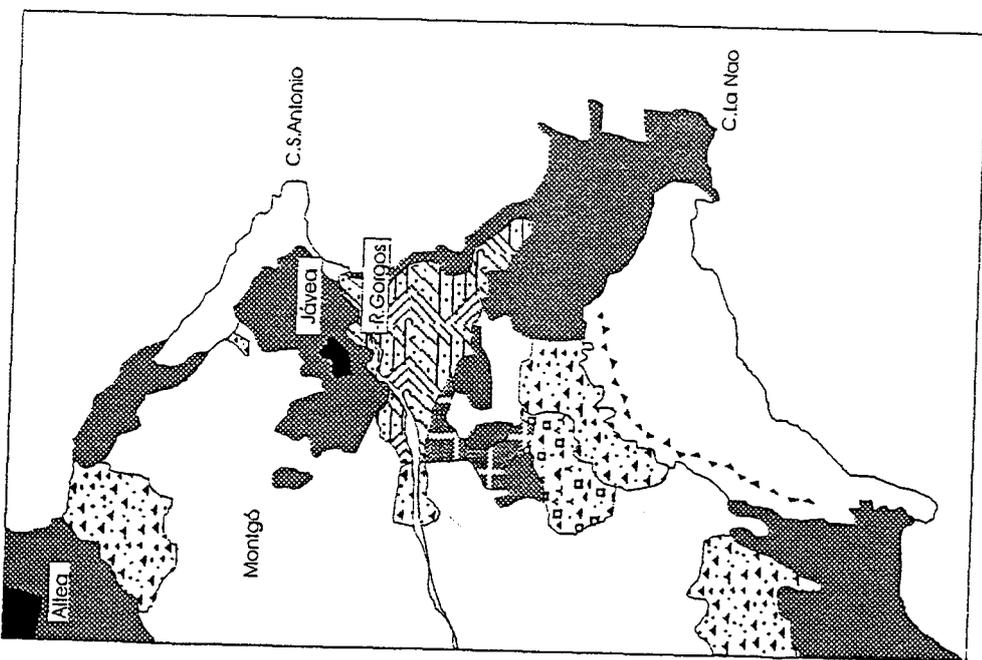 C.S.Antonio
C.La Nao
Jávea
-R.Gorgos
Montgó
Altea